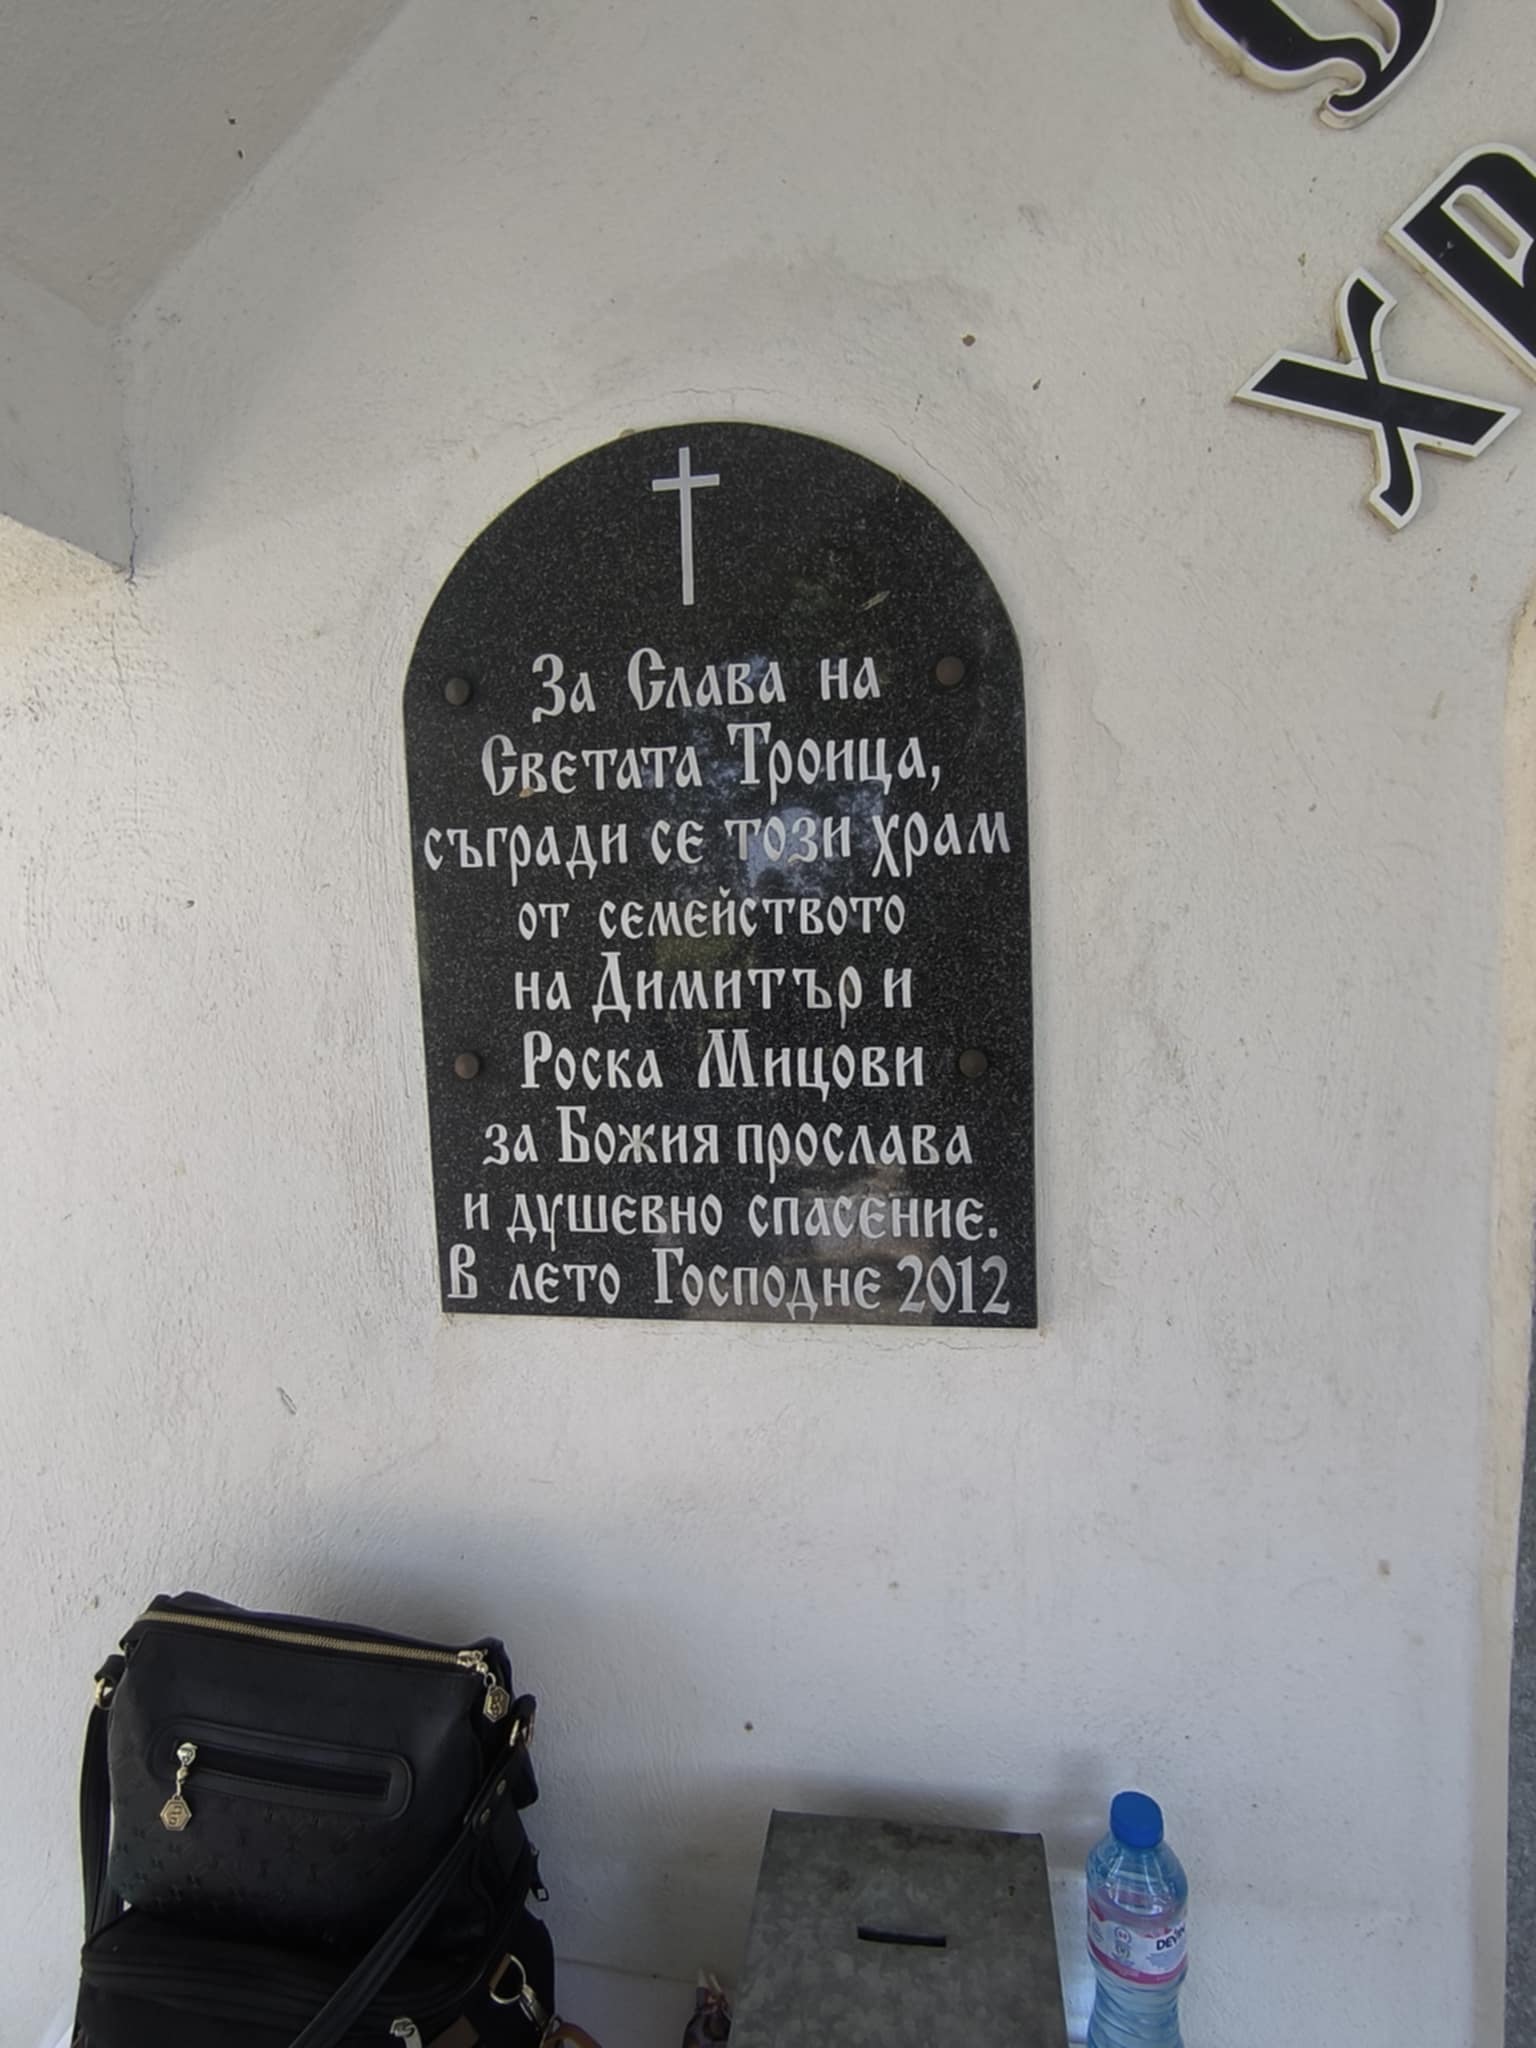 За Слава на
Светата Троица,
съгради се този храм
от семейството
на Димитър и
Роска Мицови
за Божия прослава
и душевно спасение.
В лето Господне 2012